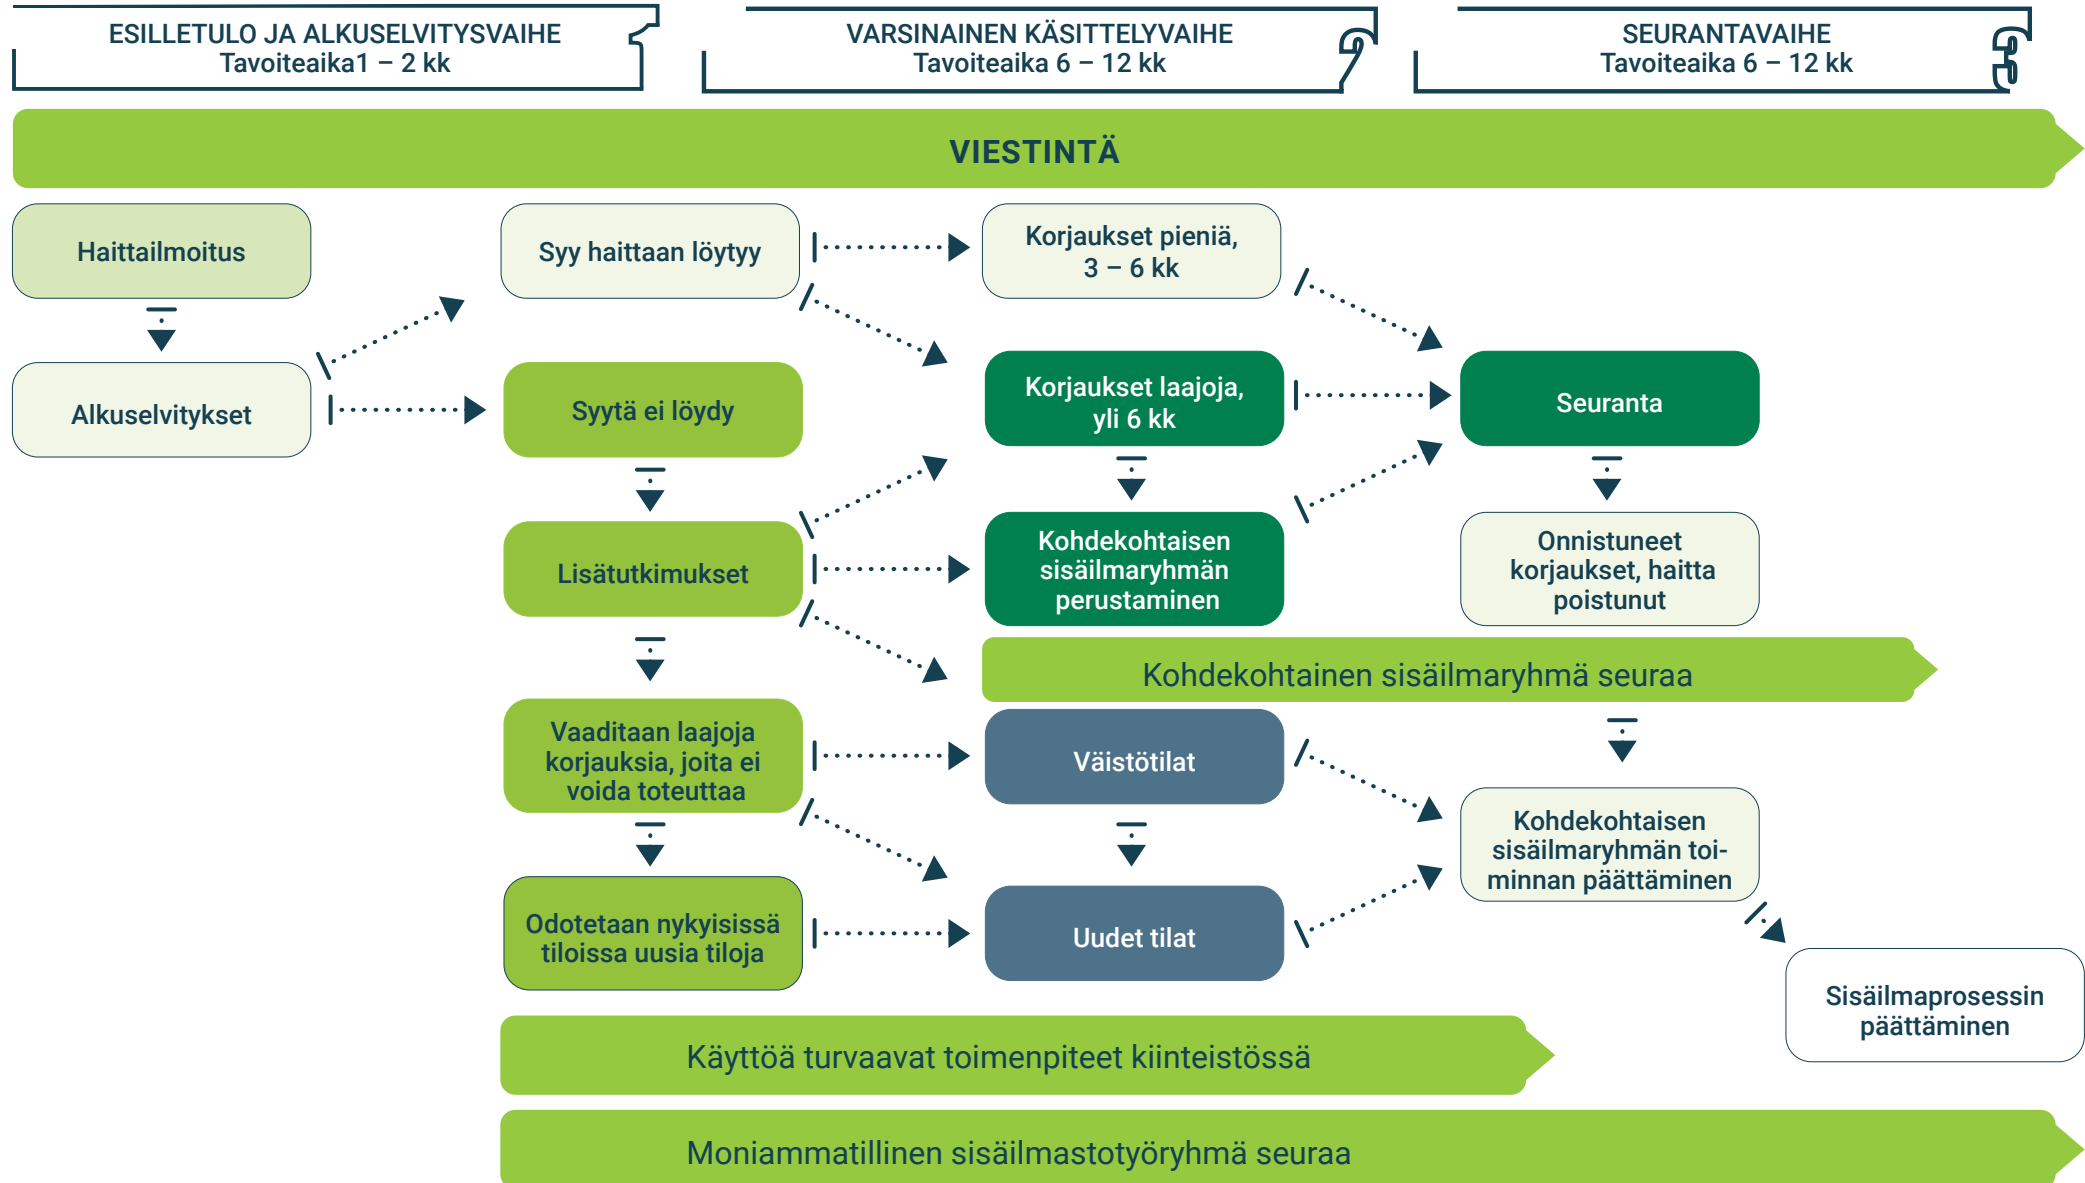 ESILLETULO JA ALKUSELVITYSVAIHE
Tavoiteaika1 – 2 kk
1
VARSINAINEN KÄSITTELYVAIHE
Tavoiteaika 6 – 12 kk
2
SEURANTAVAIHE
Tavoiteaika 6 – 12 kk
3
VIESTINTÄ
Haittailmoitus
Syy haittaan löytyy
Korjaukset pieniä,
3 – 6 kk
Alkuselvitykset
Syytä ei löydy
Korjaukset laajoja,
yli 6 kk
Seuranta
Lisätutkimukset
Kohdekohtaisen
sisäilmaryhmän
perustaminen
Onnistuneet
korjaukset, haitta
poistunut
Kohdekohtainen sisäilmaryhmä seuraa
Vaaditaan laajoja
korjauksia, joita ei
voida toteuttaa
Väistötilat
Kohdekohtaisen
sisäilmaryhmän toi-
minnan päättäminen
Odotetaan nykyisissä
tiloissa uusia tiloja
Uudet tilat
Sisäilmaprosessin
päättäminen
Käyttöä turvaavat toimenpiteet kiinteistössä
Moniammatillinen sisäilmastotyöryhmä seuraa